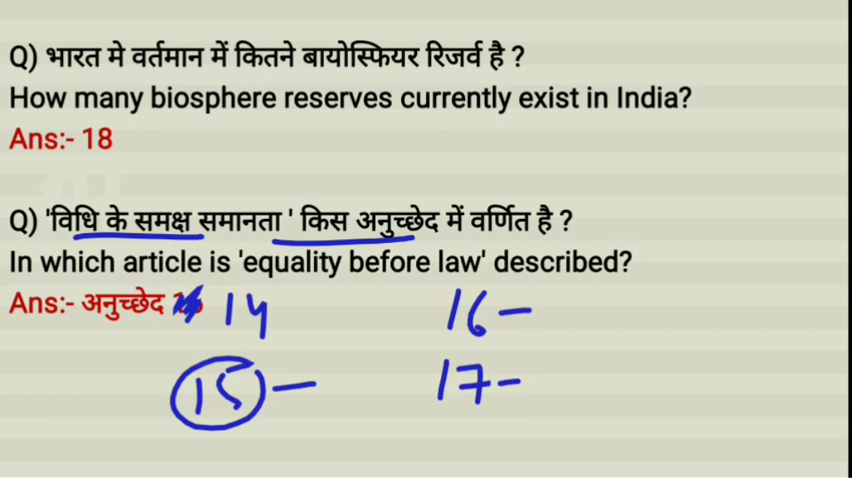 Q) भारत मे वर्तमान में कितने बायोस्फियर रिजर्व है ?
How many biosphere reserves currently exist in India?
Ans:- 18
Q) 'विधि के समक्ष समानता ' किस अनुच्छेद में वर्णित है ?
In which article is 'equality before law' described?
Ans:- अनुच्छेद 14 16 –
15 – 17 –